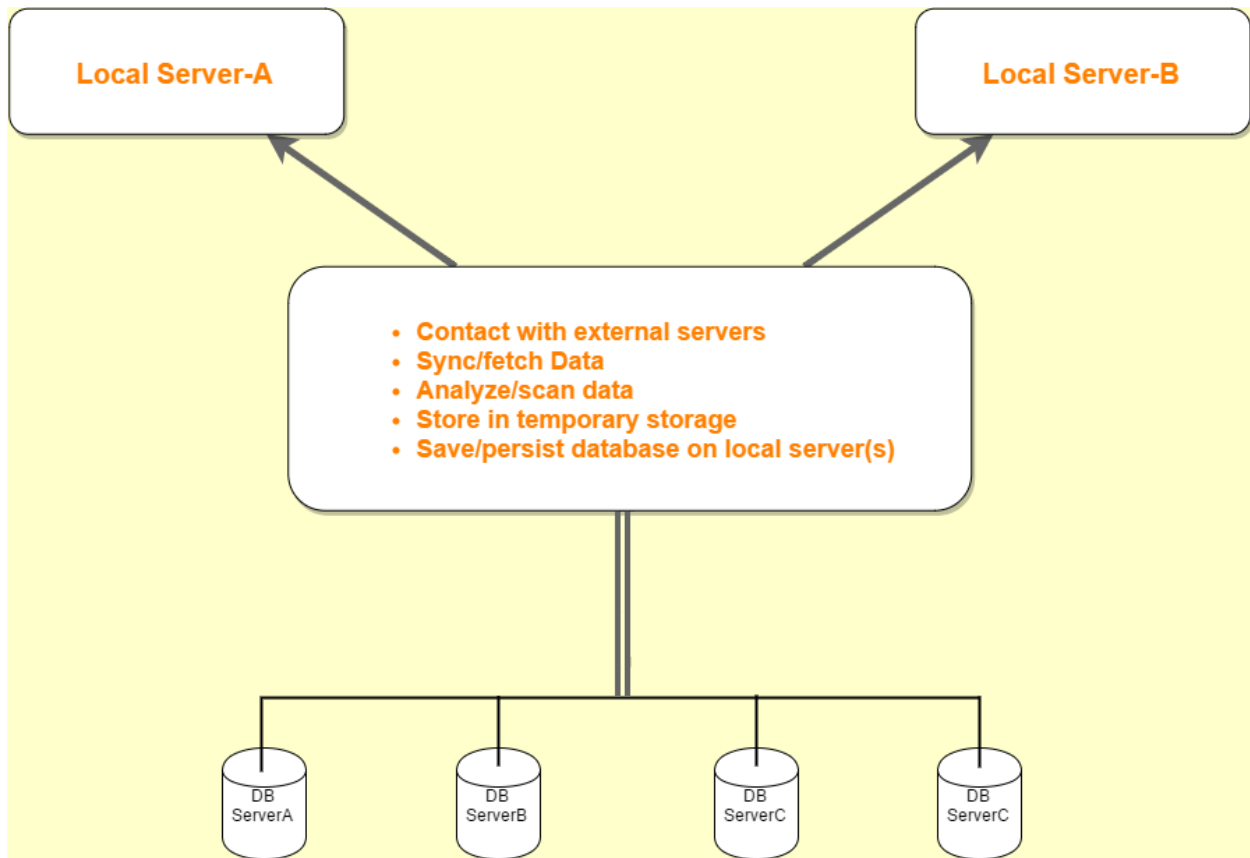 Local Server-A
Local Server-B
• Contact with external servers
• Sync/fetch Data
• Analyze/scan data
• Store in temporary storage
• Save/persist database on local server(s)
DB
ServerA
DB
ServerB
DB
ServerC
DB
ServerC